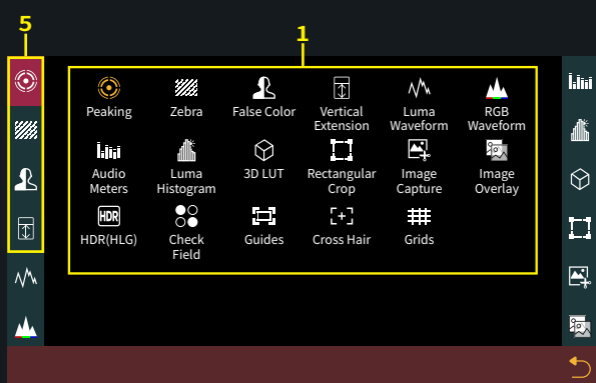 5
1
Peaking
Zebra
False Color
Vertical
Extension
Luma
Waveform
RGB
Waveform
Audio
Meters
Luma
Histogram
3D LUT
Rectangular
Crop
Image
Capture
Image
Overlay
HDR
HDR(HLG)
Check
Field
Guides
Cross Hair
Grids